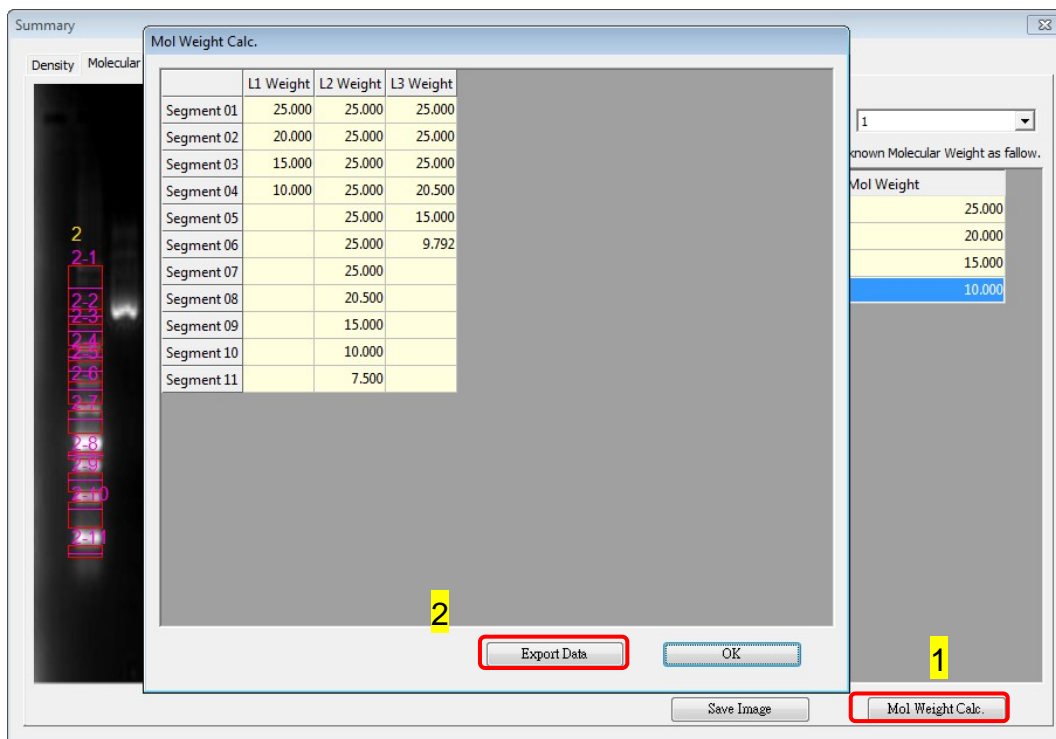 Summary
Mol Weight Calc.
Density Molecular
L1 Weight L2 Weight L3 Weight
Segment 01 25.000 25.000 25.000
Segment 02 20.000 25.000 25.000
Segment 03 15.000 25.000 25.000
Segment 04 10.000 25.000 20.500
Segment 05 25.000 15.000
Segment 06 25.000 9.792
Segment 07 25.000
Segment 08 20.500
Segment 09 15.000
Segment 10 10.000
Segment 11 7.500
1
known Molecular Weight as fallow.
Mol Weight
25.000
20.000
15.000
10.000
2
2-1
2-2
2-3
2-4
2-5
2-6
2-7
2-8
2-9
2-10
2-11
2
Export Data OK
1
Save Image Mol Weight Calc.